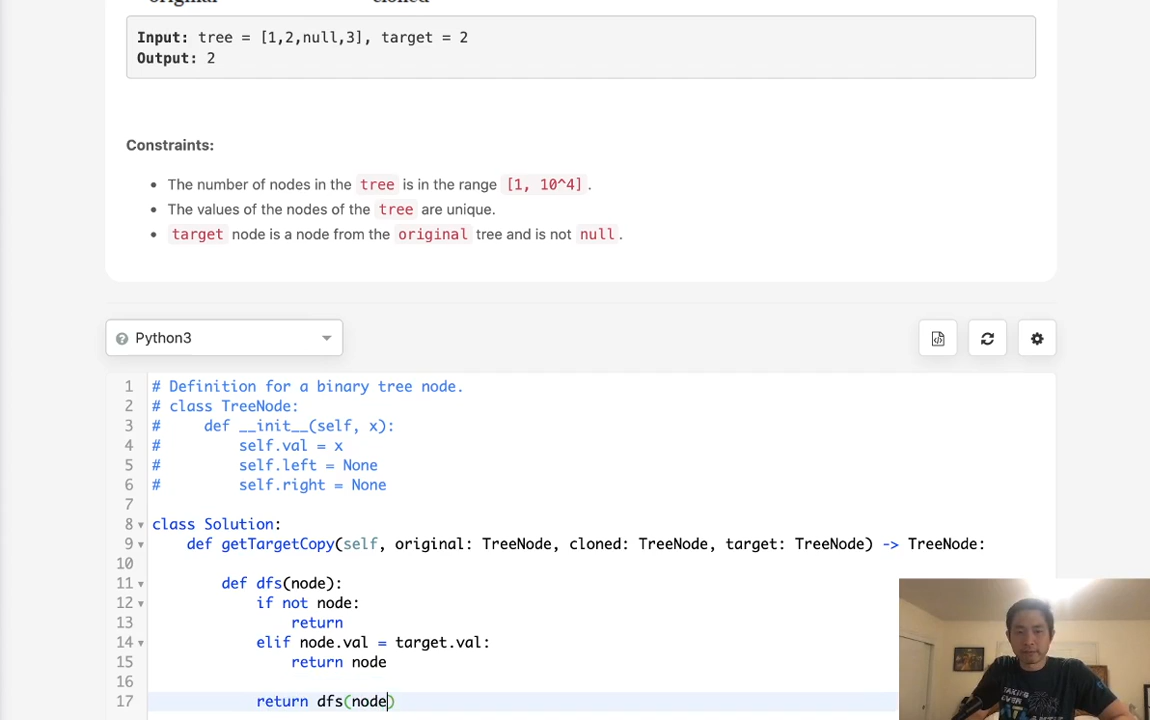 original cloned
Input: tree = [1,2,null,3], target = 2
Output: 2
Constraints:
• The number of nodes in the tree is in the range [1, 10^4].
• The values of the nodes of the tree are unique.
• target node is a node from the original tree and is not null.
Python3
1 # Definition for a binary tree node.
2 # class TreeNode:
3 #     def __init__(self, x):
4 #         self.val = x
5 #         self.left = None
6 #         self.right = None
7
8 class Solution:
9     def getTargetCopy(self, original: TreeNode, cloned: TreeNode, target: TreeNode) -> TreeNode:
10
11         def dfs(node):
12             if not node:
13                 return
14             elif node.val = target.val:
15                 return node
16
17             return dfs(node)